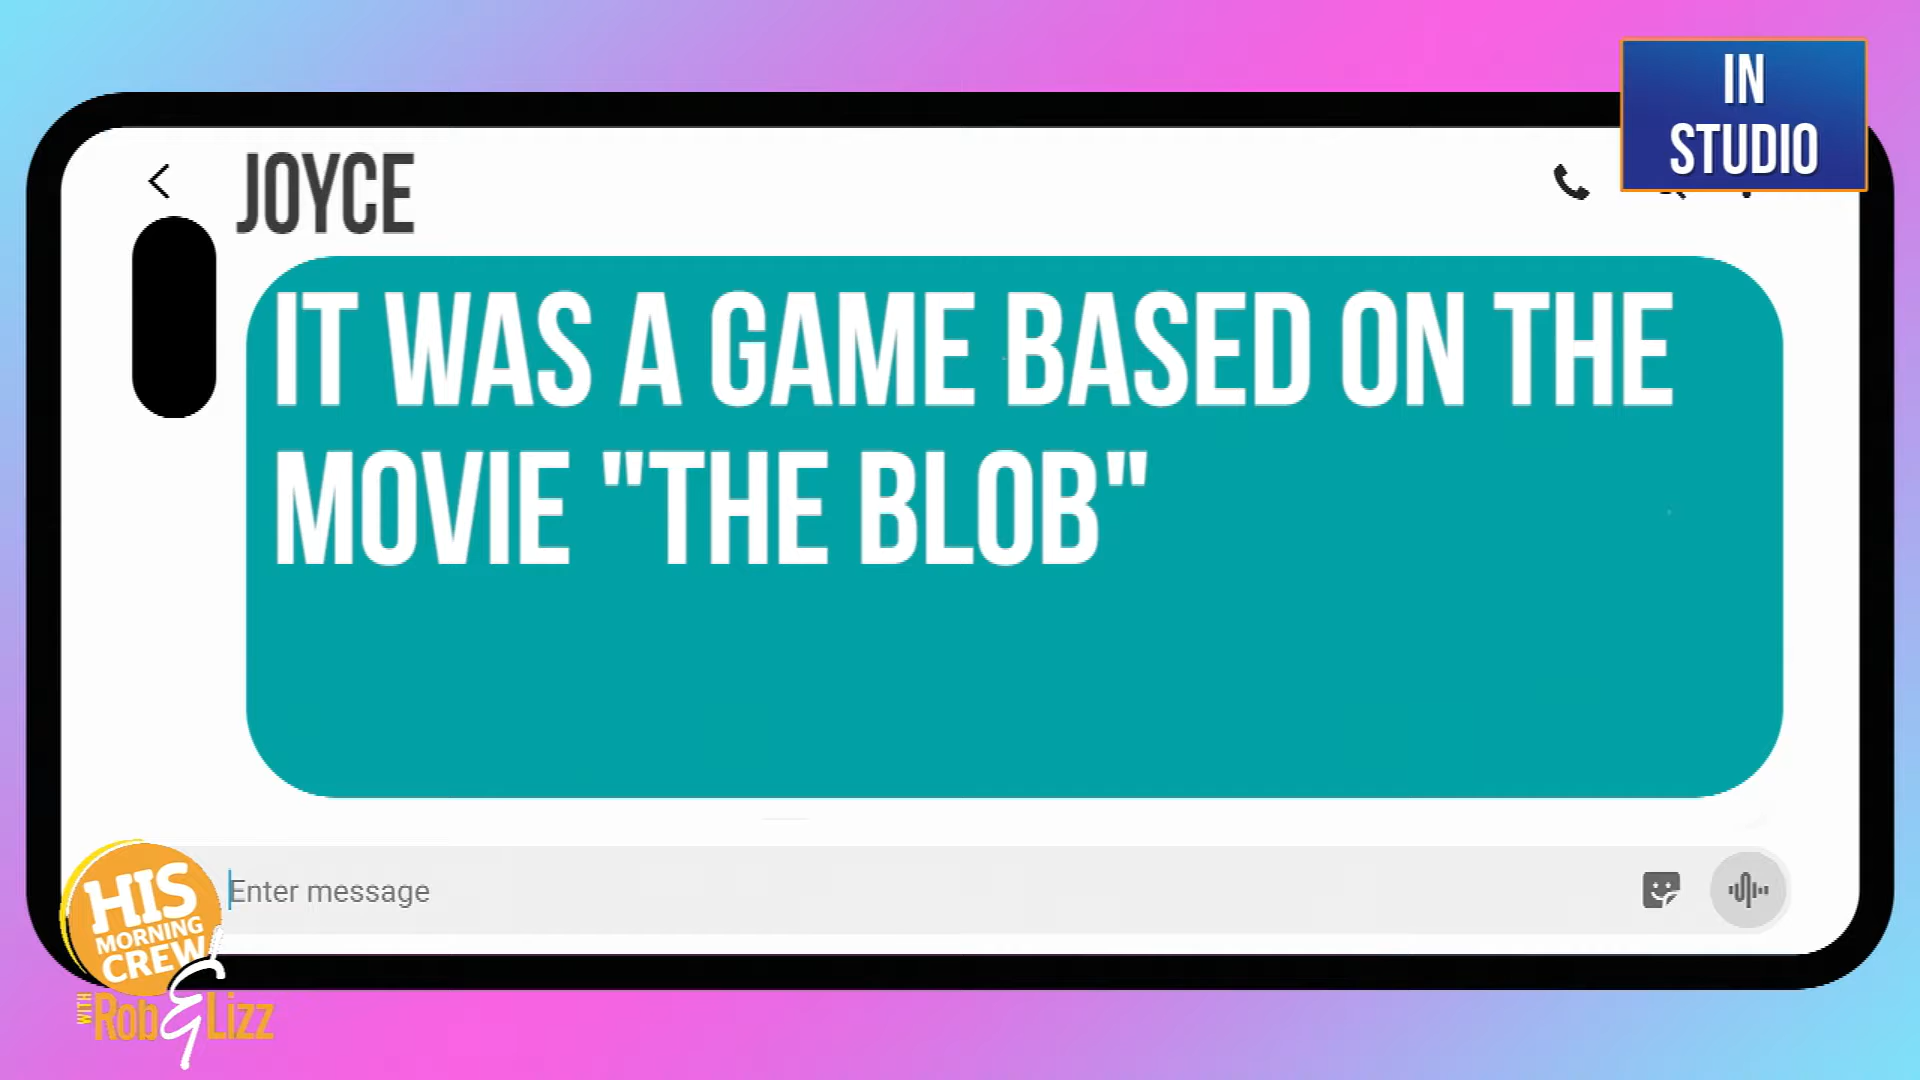 IN
STUDIO
JOYCE
IT WAS A GAME BASED ON THE
MOVIE "THE BLOB"
Enter message
HIS
MORNING
CREW
WITH Rob & Lizz